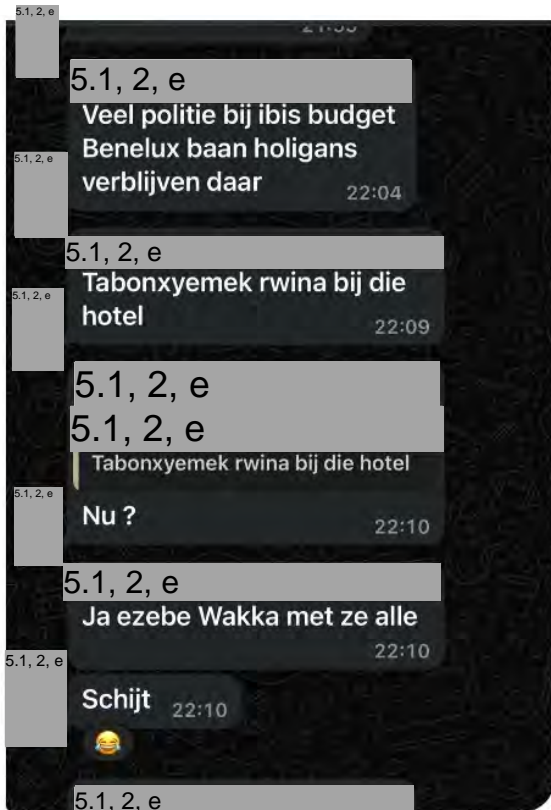 5.1, 2, e
5.1, 2, e
Veel politie bij ibis budget
Benelux baan holigans
verblijven daar
22:04
5.1, 2, e
5.1, 2, e
Tabonxyemek rwina bij die
hotel
22:09
5.1, 2, e
5.1, 2, e
5.1, 2, e
Tabonxyemek rwina bij die hotel
Nu ?
22:10
5.1, 2, e
5.1, 2, e
Ja ezebe Wakka met ze alle
22:10
5.1, 2, e
Schijt 22:10
😂
5.1, 2, e